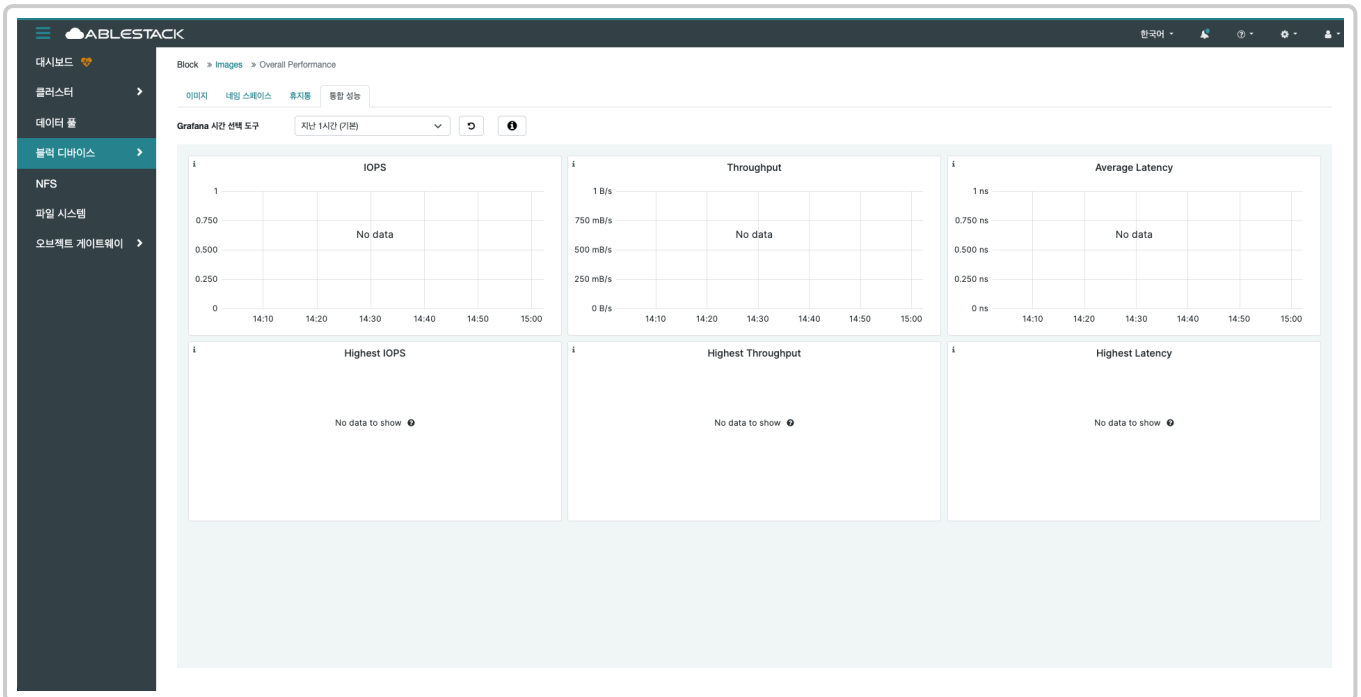 ABLESTACK
한국어
대시보드
클러스터
데이터 풀
블럭 디바이스
NFS
파일 시스템
오브젝트 게이트웨이
Block » Images » Overall Performance
이미지 네임 스페이스 휴지통 통합 성능
Grafana 시간 선택 도구 지난 1시간 (기본)
IOPS
1
0.750
0.500
0.250
0
No data
14:10 14:20 14:30 14:40 14:50 15:00
Throughput
1 B/s
750 mB/s
500 mB/s
250 mB/s
0 B/s
No data
14:10 14:20 14:30 14:40 14:50 15:00
Average Latency
1 ns
0.750 ns
0.500 ns
0.250 ns
0 ns
No data
14:10 14:20 14:30 14:40 14:50 15:00
Highest IOPS
No data to show
Highest Throughput
No data to show
Highest Latency
No data to show